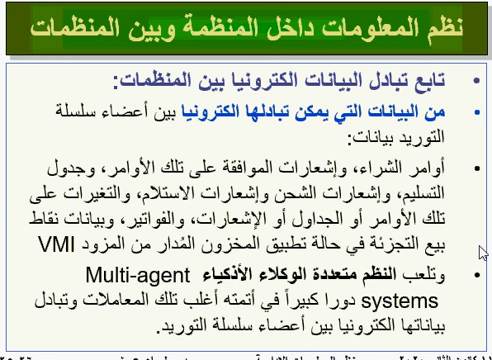 نظم المعلومات داخل المنظمة وبين المنظمات
• تابع تبادل البيانات الكترونيا بين المنظمات:
• من البيانات التي يمكن تبادلها الكترونيا بين أعضاء سلسلة
التوريد بيانات:
• أوامر الشراء، وإشعارات الموافقة على تلك الأوامر، وجدول
التسليم، وإشعارات الشحن وإشعارات الاستلام، والتغيرات على
تلك الأوامر أو الجداول أو الإشعارات، والفواتير، وبيانات نقاط
بيع التجزئة في حالة تطبيق المخزون المُدار من المزود VMI
• وتلعب النظم متعددة الوكلاء الأذكياء Multi-agent
systems دورا كبيراً في أتمته أغلب تلك المعاملات وتبادل
بياناتها الكترونيا بين أعضاء سلسلة التوريد.